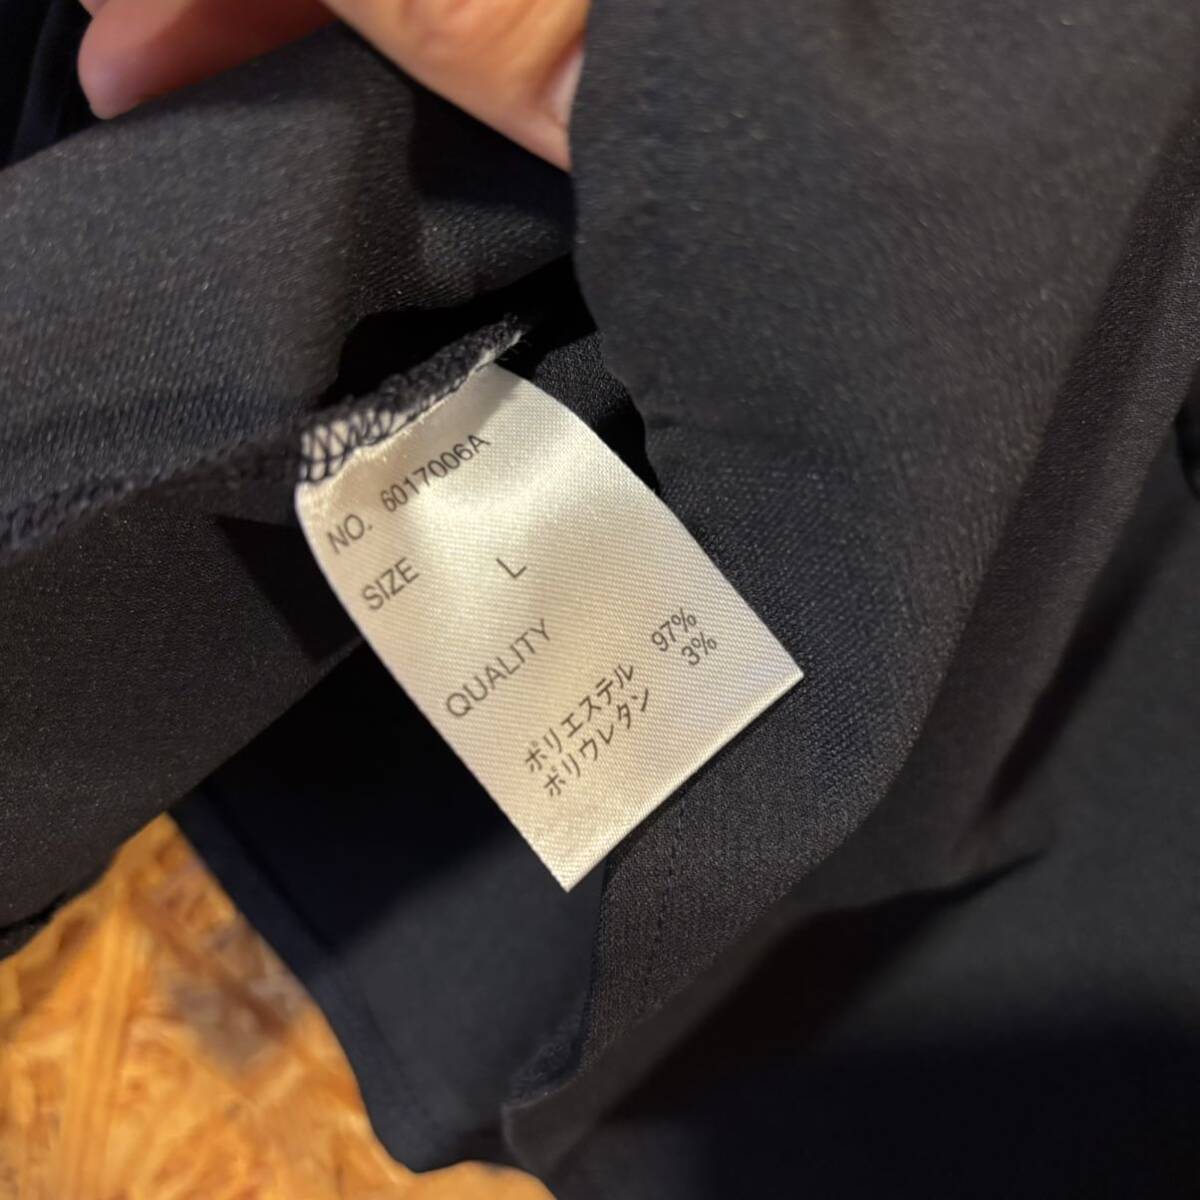 NO. 6017006A
SIZE L
QUALITY
ポリエステル 97%
ポリウレタン 3%